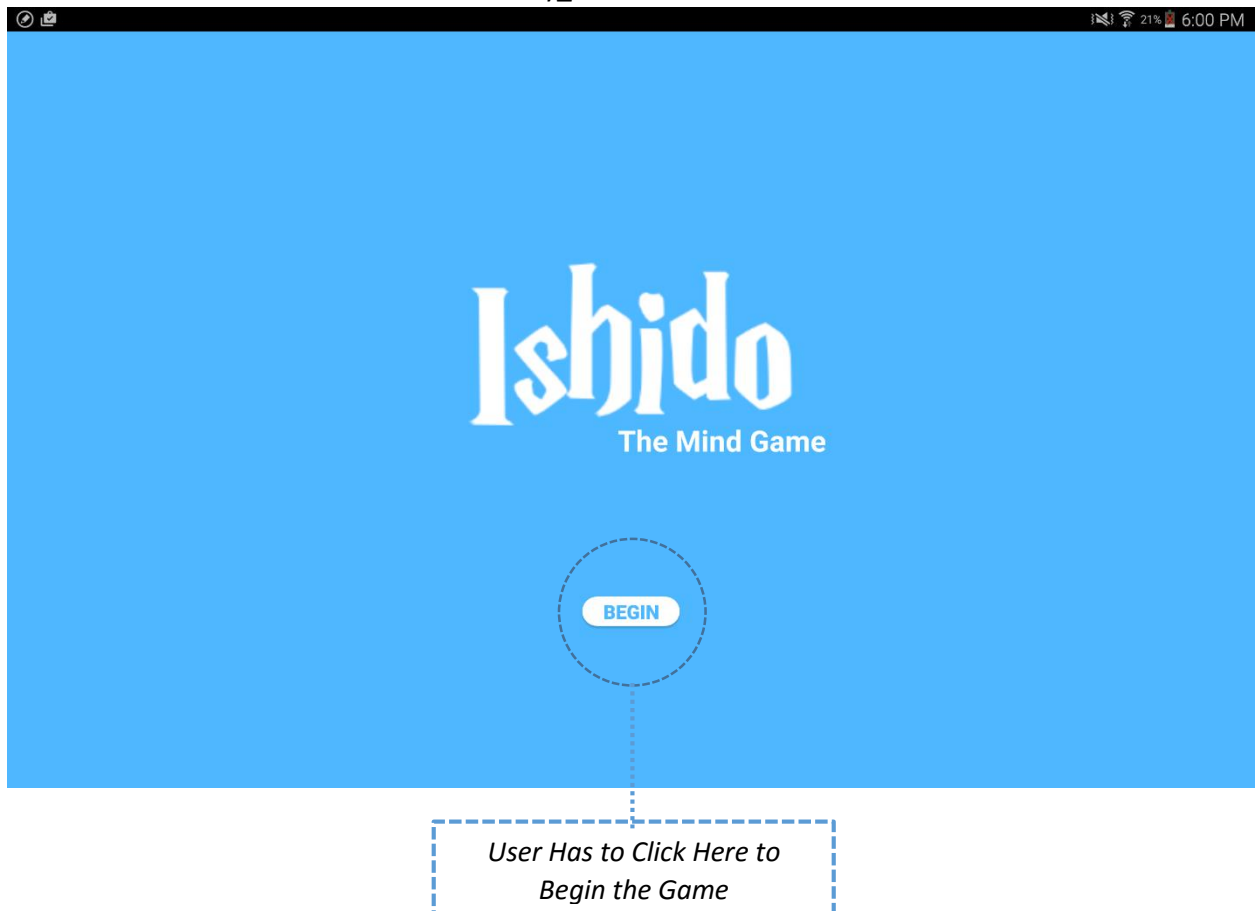 21% 6:00 PM
Ishido
The Mind Game
BEGIN
User Has to Click Here to
Begin the Game